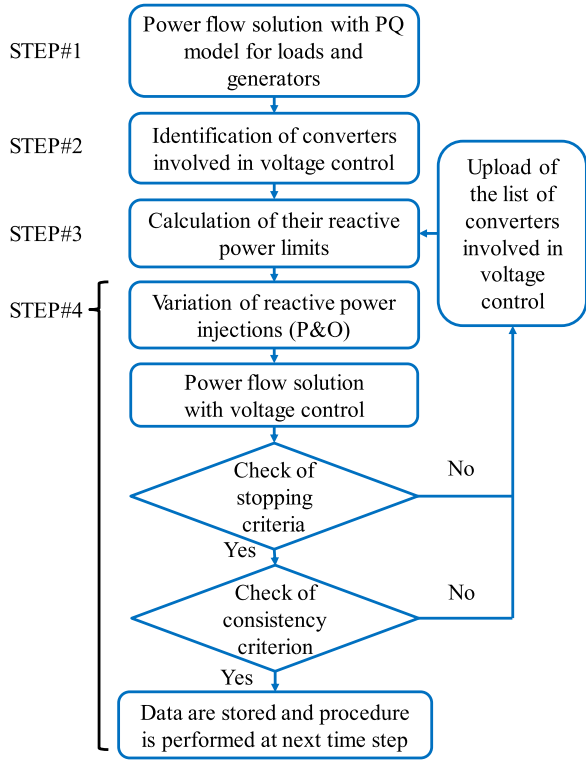 STEP#1
Power flow solution with PQ
model for loads and
generators
STEP#2
Identification of converters
involved in voltage control
STEP#3
Calculation of their reactive
power limits
Upload of
the list of
converters
involved in
voltage
control
STEP#4
Variation of reactive power
injections (P&O)
Power flow solution
with voltage control
Check of
stopping
criteria
No
Yes
Check of
consistency
criterion
No
Yes
Data are stored and procedure
is performed at next time step